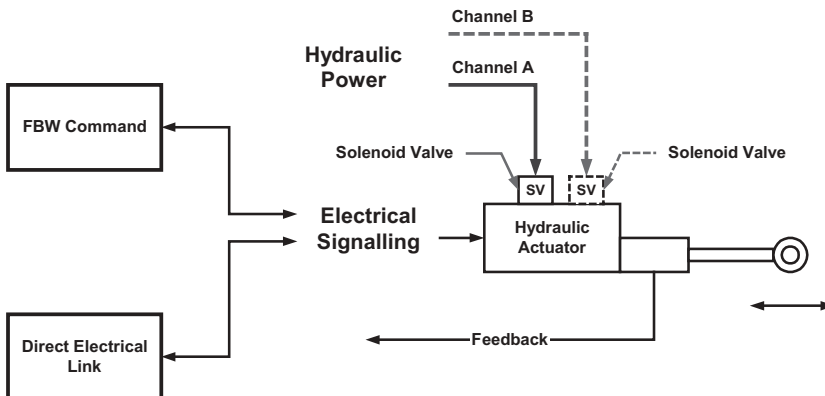 Channel B
Hydraulic
Power
Channel A
FBW Command
Solenoid Valve
Solenoid Valve
SV
SV
Electrical
Signalling
Hydraulic
Actuator
Direct Electrical
Link
Feedback